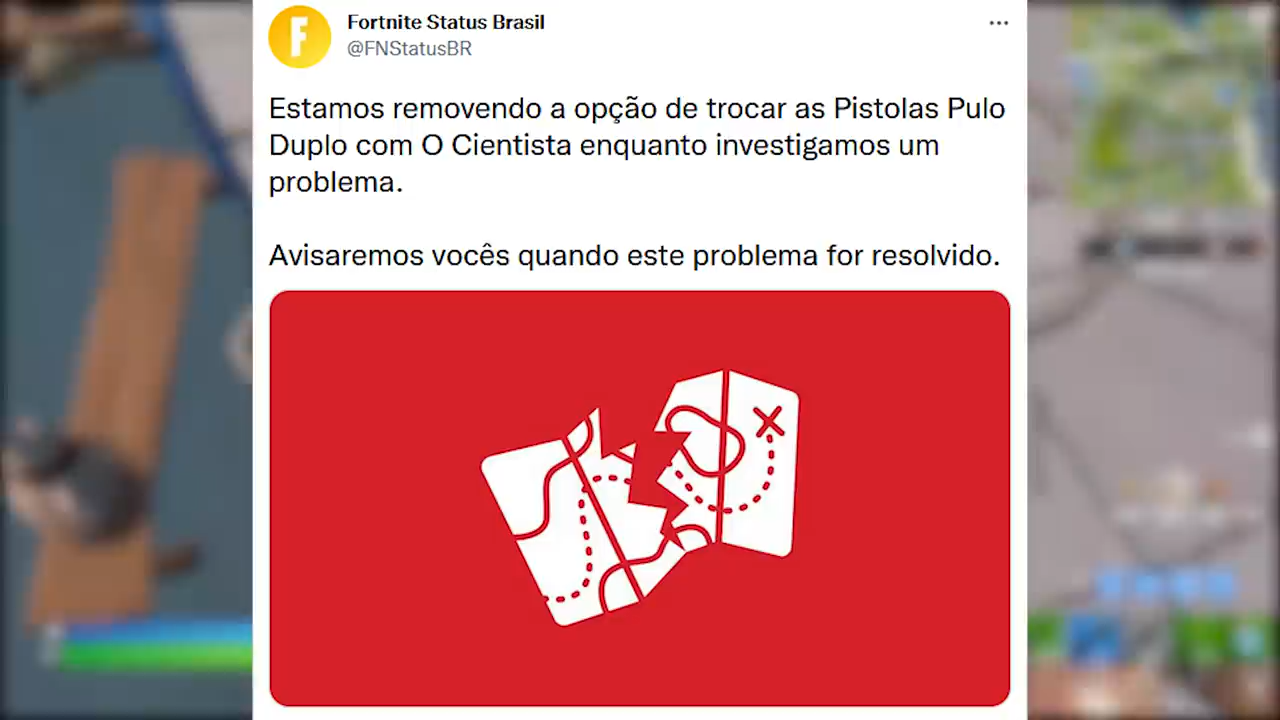 Fortnite Status Brasil
@FNStatusBR
Estamos removendo a opção de trocar as Pistolas Pulo
Duplo com O Cientista enquanto investigamos um
problema.
Avisaremos vocês quando este problema for resolvido.